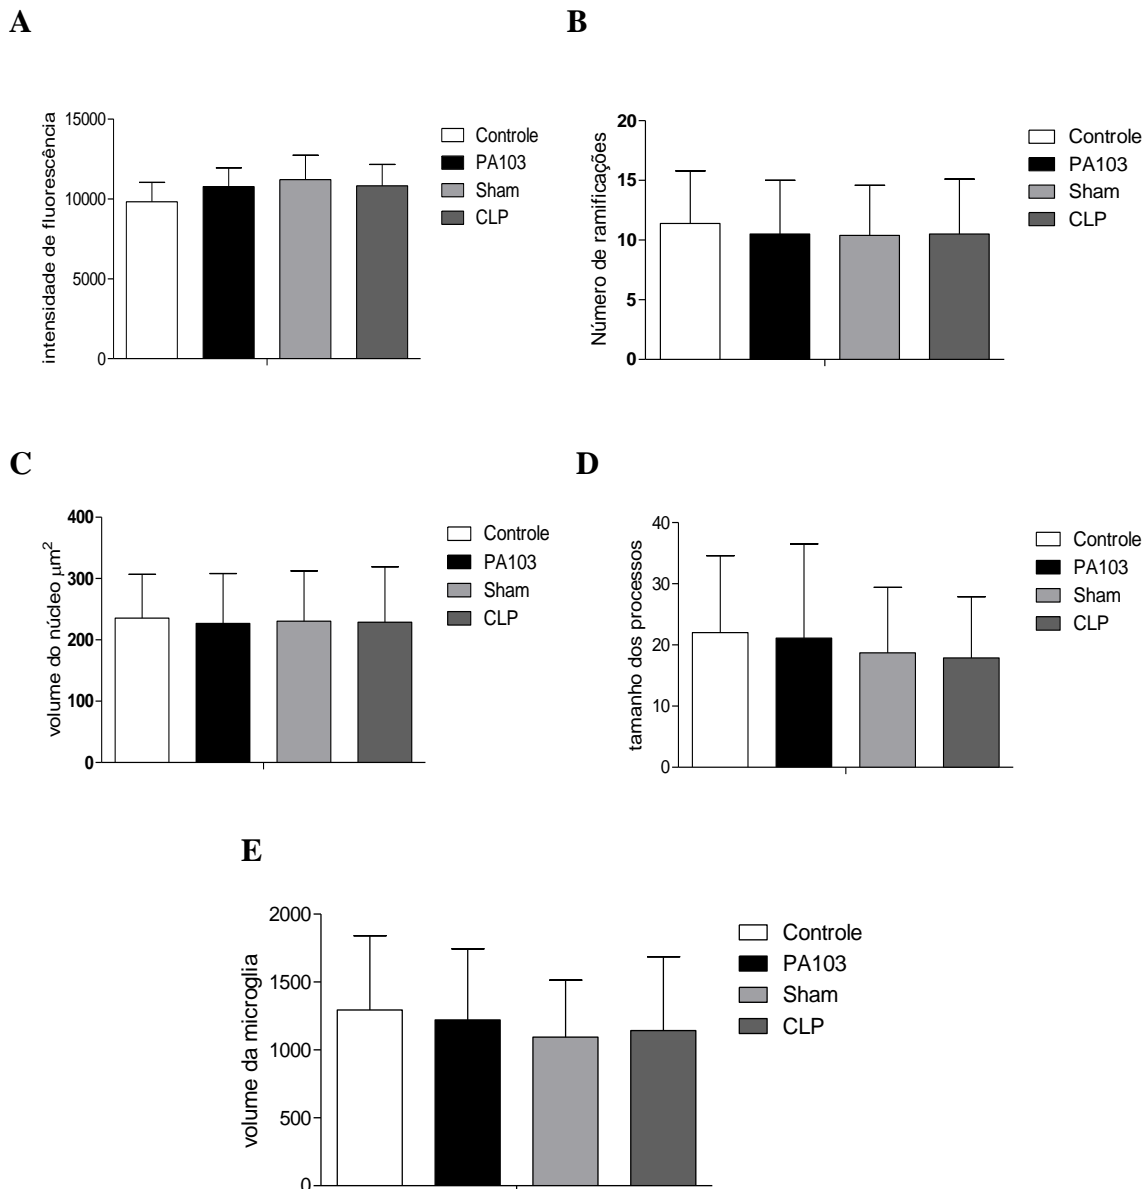 A
intensidade de fluorescência
15000
10000
5000
0
Controle
PA103
Sham
CLP
B
Número de ramificações
20
15
10
5
0
Controle
PA103
Sham
CLP
C
volume do núcleo µm²
400
300
200
100
0
Controle
PA103
Sham
CLP
D
tamanho dos processos
40
30
20
10
0
Controle
PA103
Sham
CLP
E
volume da microglia
2000
1500
1000
500
0
Controle
PA103
Sham
CLP